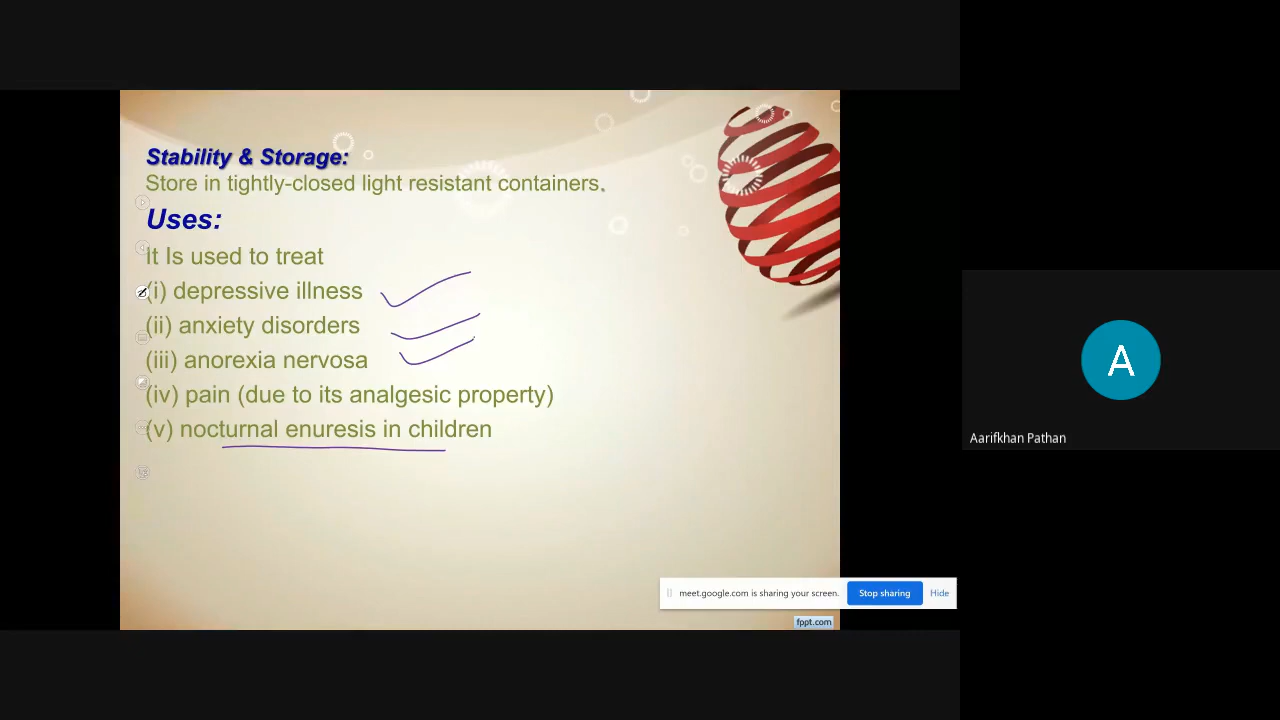 Stability & Storage:
Store in tightly-closed light resistant containers.
Uses:
It Is used to treat
(i) depressive illness
(ii) anxiety disorders
(iii) anorexia nervosa
(iv) pain (due to its analgesic property)
(v) nocturnal enuresis in children
A
Aarifkhan Pathan
meet.google.com is sharing your screen.
Stop sharing
Hide
fppt.com